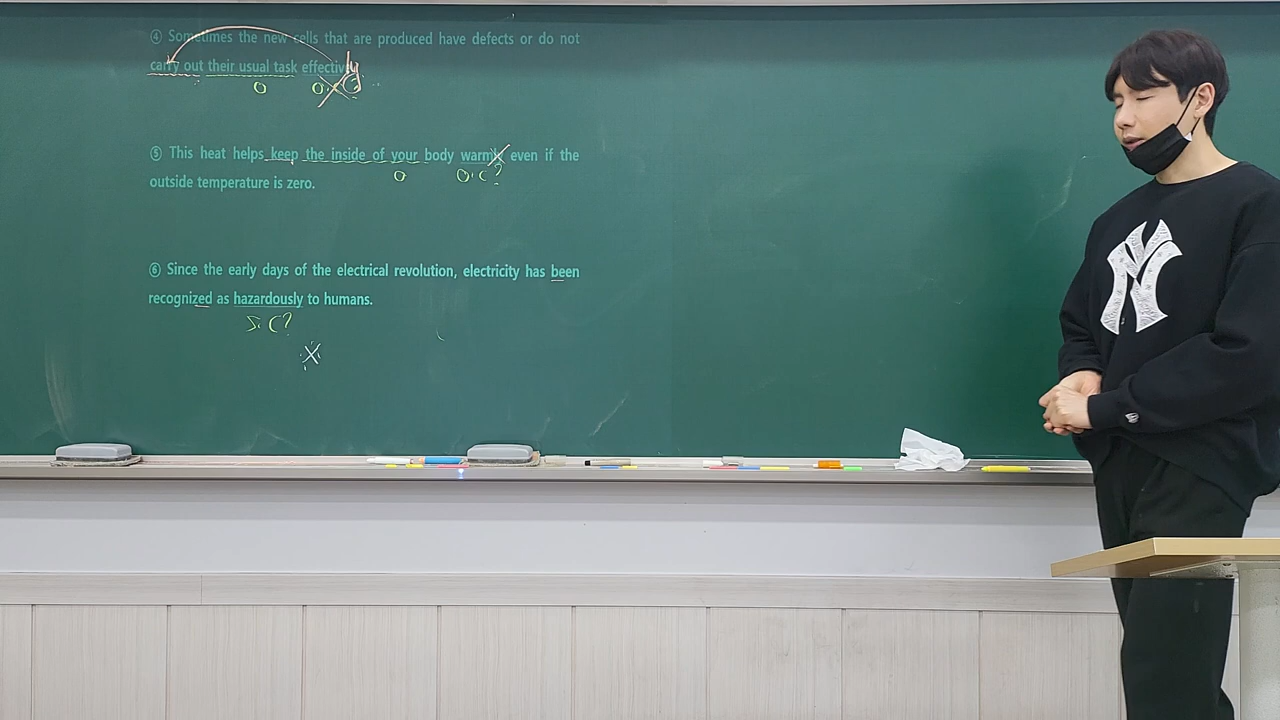 ④ Sometimes the new cells that are produced have defects or do not
carry out their usual task effectively
O O.C
⑤ This heat helps keep the inside of your body warmly even if the
O O.C?
outside temperature is zero.
⑥ Since the early days of the electrical revolution, electricity has been
recognized as hazardously to humans.
S.C?
X
NY